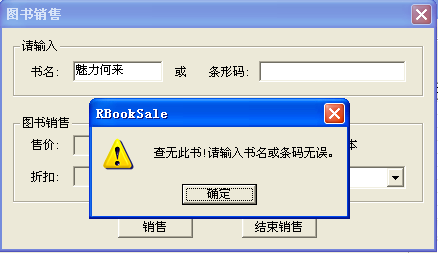 图书销售
请输入
书名: 魅力何来 或 条形码:
RBookSale
图书销售
售价: 本
查无此书!请输入书名或条码无误。
折扣:
确定
销售 结束销售